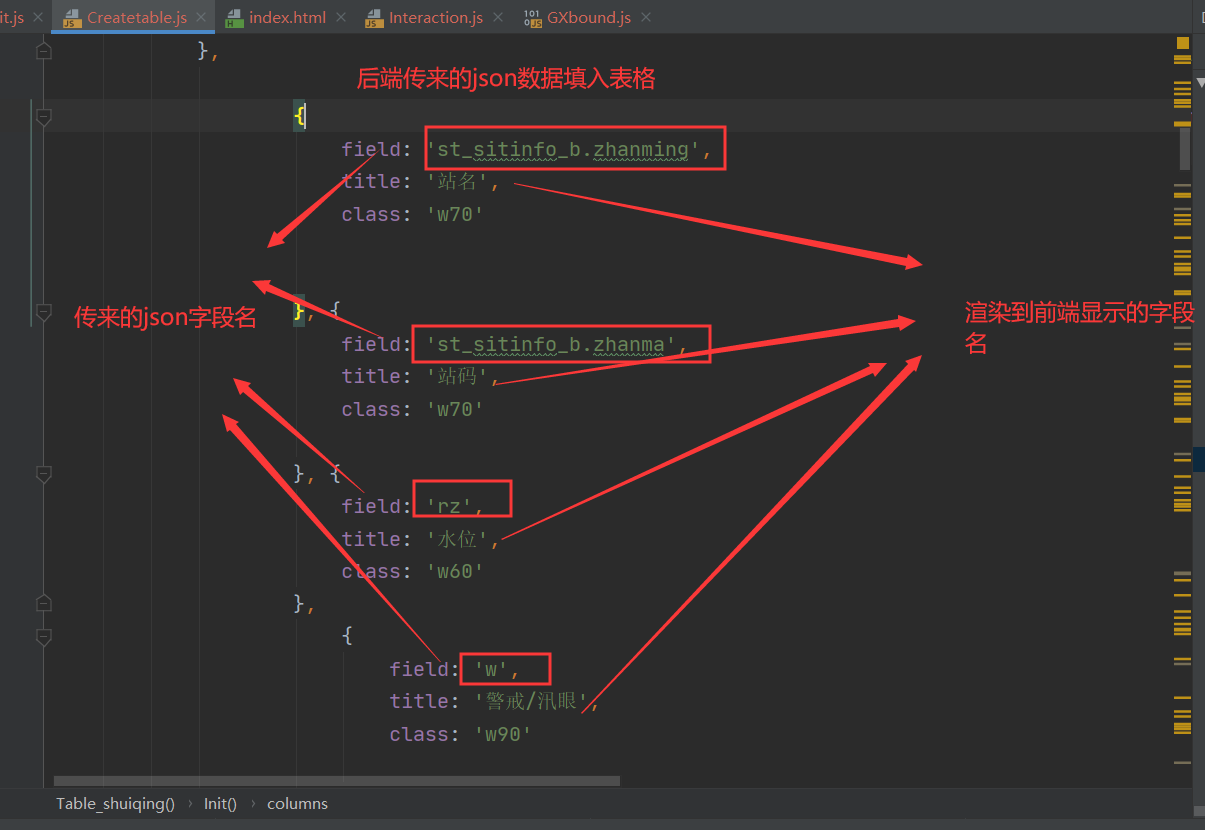 it.js Createtable.js index.html Interaction.js GXbound.js
},
后端传来的json数据填入表格
{
field: 'st_sitinfo_b.zhanming',
title: '站名',
class: 'w70'
传来的json字段名
}, {
渲染到前端显示的字段
名
field: 'st_sitinfo_b.zhanma',
title: '站码',
class: 'w70'
}, {
field: 'rz',
title: '水位',
class: 'w60'
},
{
field: 'w',
title: '警戒/汛眼',
class: 'w90'
Table_shuiqing() › Init() › columns